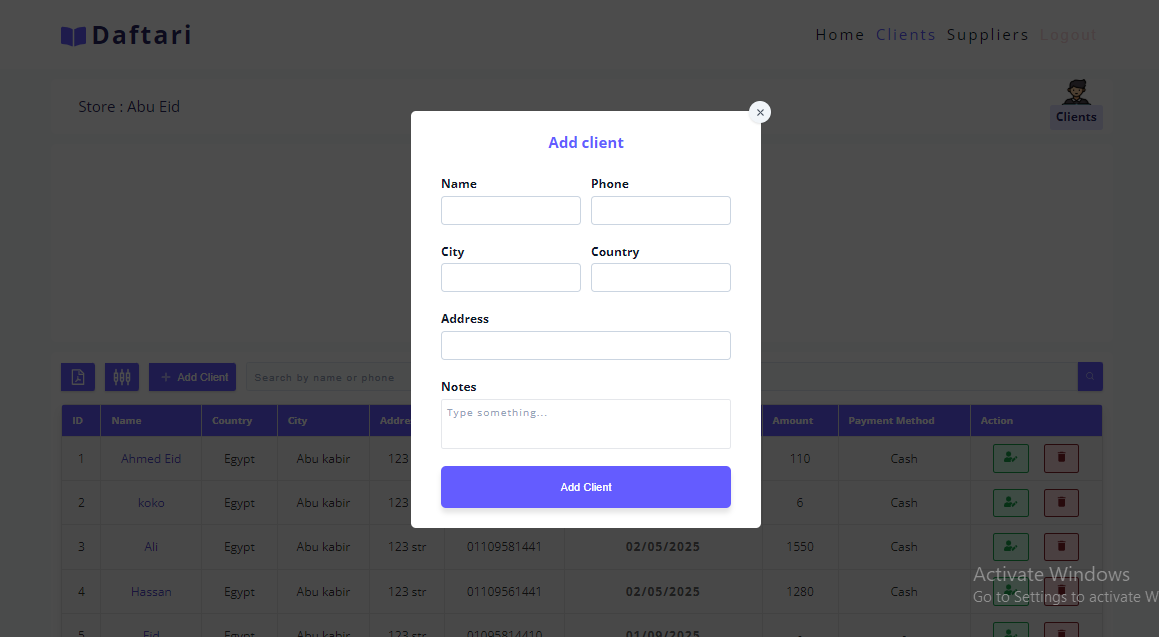 Daftari
Home Clients Suppliers Logout
Store : Abu Eid
Clients
×
Add client
Name Phone
City Country
Address
Notes
Type something...
Add Client
+ Add Client Search by name or phone
ID Name Country City Addre Amount Payment Method Action
1 Ahmed Eid Egypt Abu kabir 123 110 Cash
2 koko Egypt Abu kabir 123 6 Cash
3 Ali Egypt Abu kabir 123 str 01109581441 02/05/2025 1550 Cash
4 Hassan Egypt Abu kabir 123 str 01109561441 02/05/2025 1280 Cash
5 Eid Egypt Abu kabir 123 str 01095814410 01/09/2025 - Cash
Activate Windows
Go to Settings to activate W